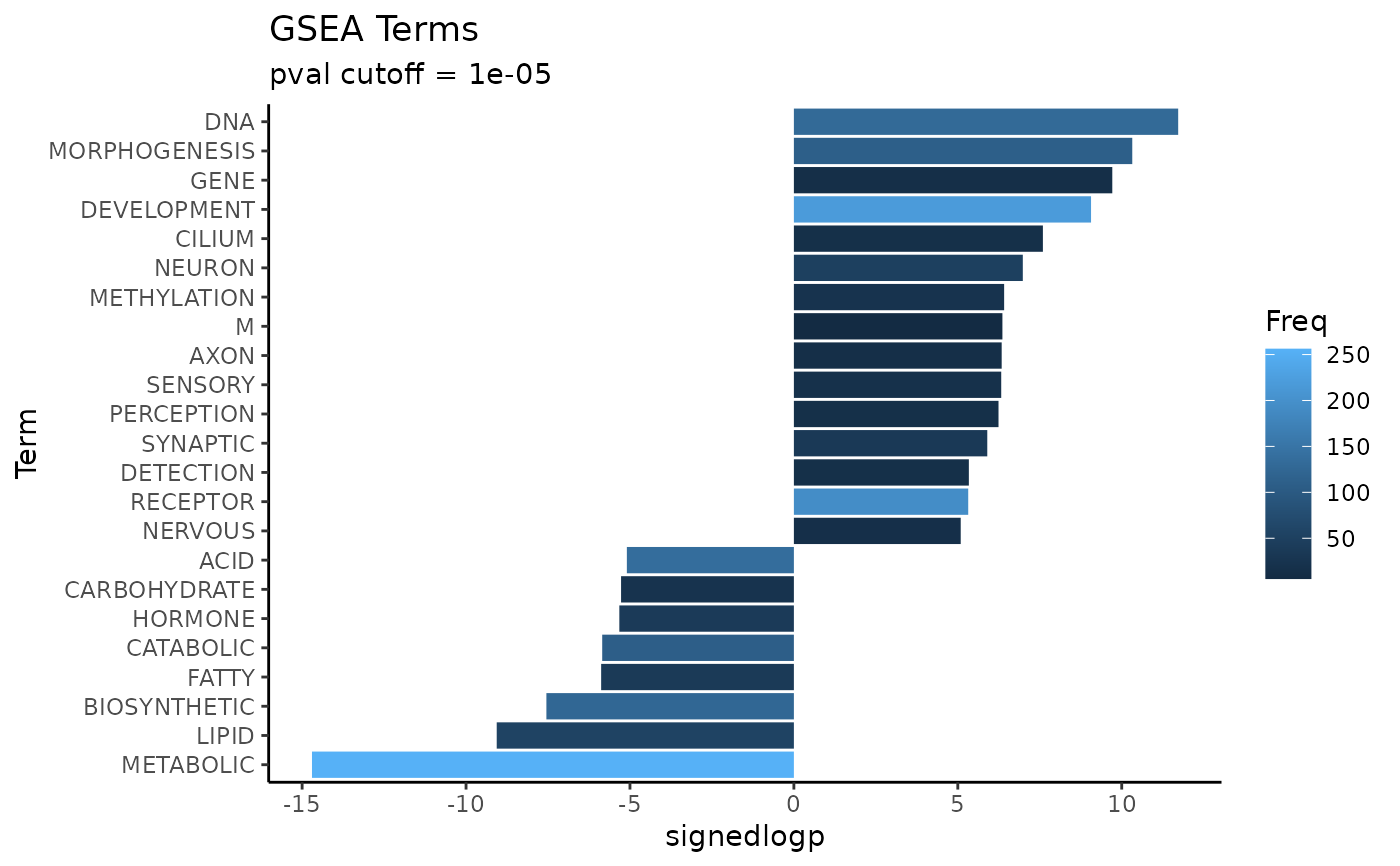 GSEA Terms
pval cutoff = 1e-05
DNA
MORPHOGENESIS
GENE
DEVELOPMENT
CILIUM
NEURON
METHYLATION
M
AXON
SENSORY
PERCEPTION
SYNAPTIC
DETECTION
RECEPTOR
NERVOUS
ACID
CARBOHYDRATE
HORMONE
CATABOLIC
FATTY
BIOSYNTHETIC
LIPID
METABOLIC
Term
-15 -10 -5 0 5 10
signedlogp
Freq
250
200
150
100
50